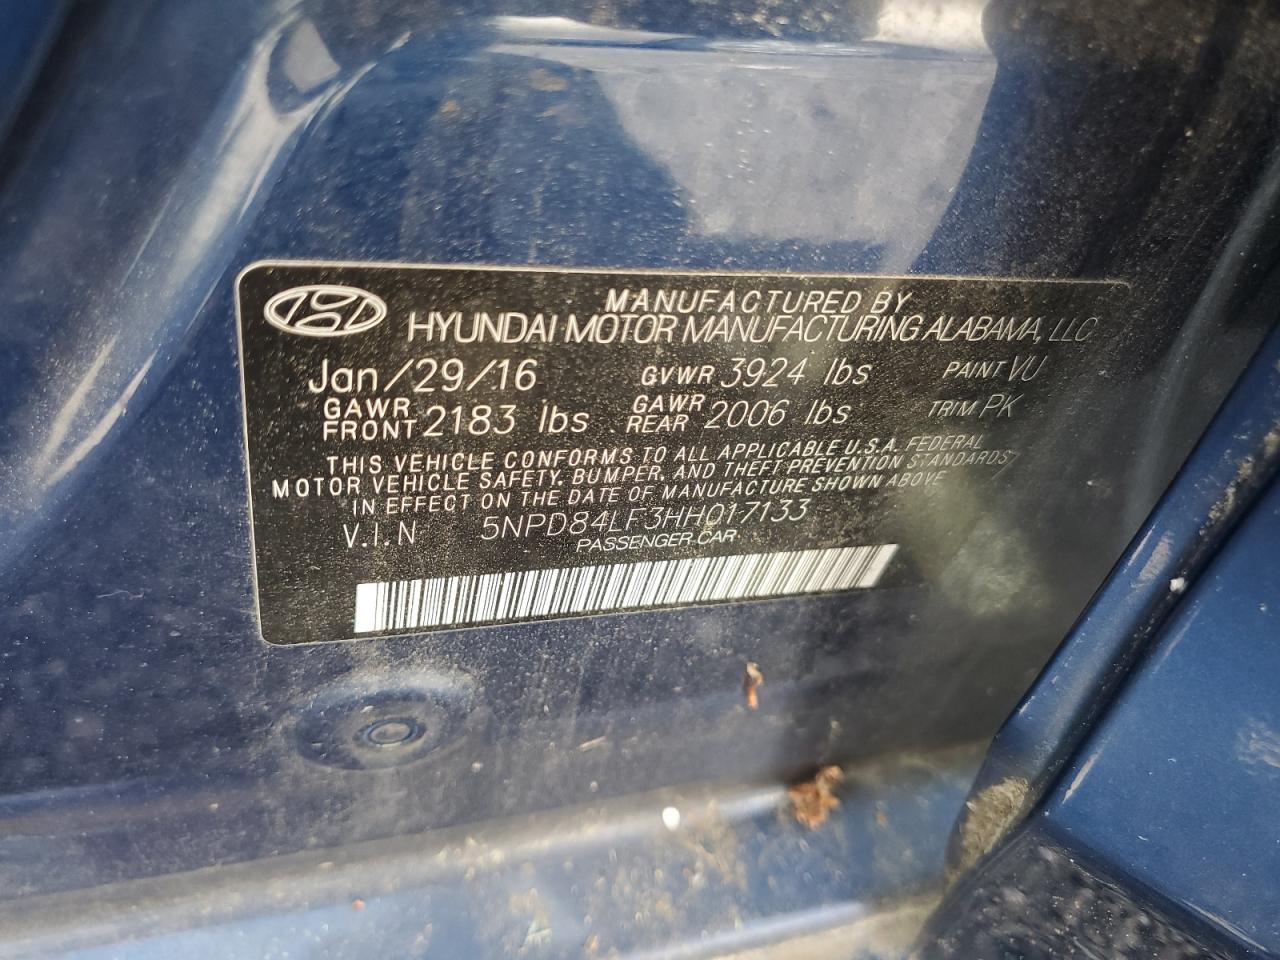 MANUFACTURED BY
HYUNDAI MOTOR MANUFACTURING ALABAMA, LLC
Jan/29/16 GVWR 3924 lbs PAINT VU
GAWR FRONT 2183 lbs GAWR REAR 2006 lbs TRIM PK
THIS VEHICLE CONFORMS TO ALL APPLICABLE U.S.A. FEDERAL
MOTOR VEHICLE SAFETY, BUMPER, AND THEFT PREVENTION STANDARDS
IN EFFECT ON THE DATE OF MANUFACTURE SHOWN ABOVE
V.I.N 5NPD84LF3HH017133
PASSENGER CAR